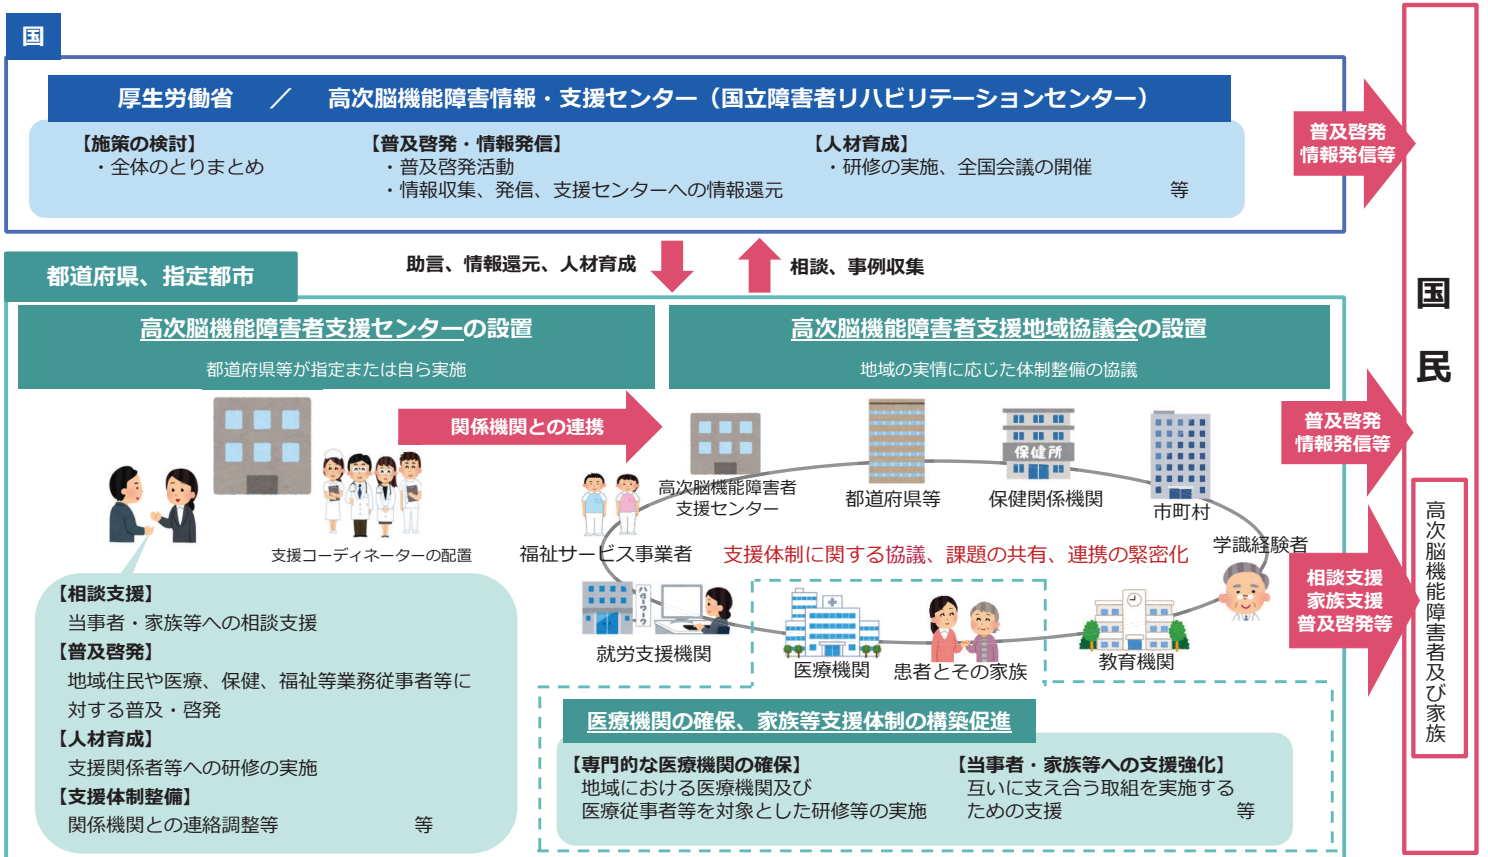 国
厚生労働省　／　高次脳機能障害情報・支援センター（国立障害者リハビリテーションセンター）
【施策の検討】
・全体のとりまとめ
【普及啓発・情報発信】
・普及啓発活動
・情報収集、発信、支援センターへの情報還元
【人材育成】
・研修の実施、全国会議の開催
等
普及啓発
情報発信等
助言、情報還元、人材育成
相談、事例収集
都道府県、指定都市
高次脳機能障害者支援センターの設置
都道府県等が指定または自ら実施
高次脳機能障害者支援地域協議会の設置
地域の実情に応じた体制整備の協議
関係機関との連携
支援コーディネーターの配置
【相談支援】
当事者・家族等への相談支援
【普及啓発】
地域住民や医療、保健、福祉等業務従事者等に
対する普及・啓発
【人材育成】
支援関係者等への研修の実施
【支援体制整備】
関係機関との連絡調整等
等
高次脳機能障害者
支援センター
都道府県等
保健所
保健関係機関
市町村
福祉サービス事業者
支援体制に関する協議、課題の共有、連携の緊密化
学識経験者
ハローワーク
就労支援機関
医療機関
患者とその家族
教育機関
医療機関の確保、家族等支援体制の構築促進
【専門的な医療機関の確保】
地域における医療機関及び
医療従事者等を対象とした研修等の実施
【当事者・家族等への支援強化】
互いに支え合う取組を実施する
ための支援
等
普及啓発
情報発信等
相談支援
家族支援
普及啓発等
国民
高次脳機能障害者及び家族